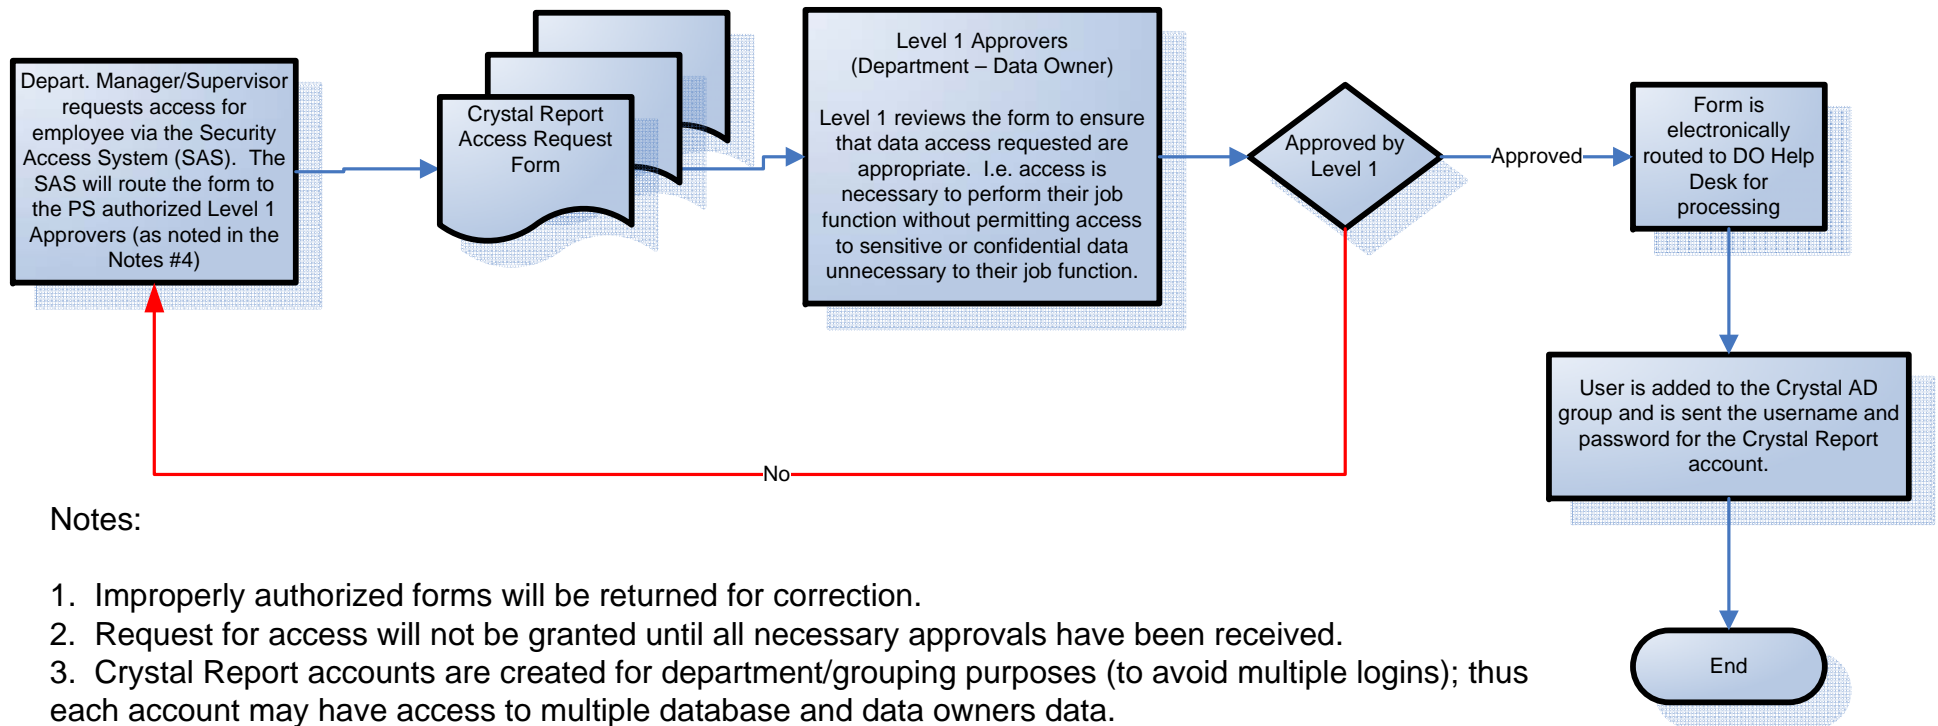 Depart. Manager/Supervisor
requests access for
employee via the Security
Access System (SAS).  The
SAS will route the form to
the PS authorized Level 1
Approvers (as noted in the
Notes #4)
Crystal Report
Access Request
Form
Level 1 Approvers
(Department – Data Owner)
Level 1 reviews the form to ensure
that data access requested are
appropriate.  I.e. access is
necessary to perform their job
function without permitting access
to sensitive or confidential data
unnecessary to their job function.
Approved by
Level 1
Approved
Form is
electronically
routed to DO Help
Desk for
processing
User is added to the Crystal AD
group and is sent the username and
password for the Crystal Report
account.
No
End
Notes:
1.  Improperly authorized forms will be returned for correction.
2.  Request for access will not be granted until all necessary approvals have been received.
3.  Crystal Report accounts are created for department/grouping purposes (to avoid multiple logins); thus
each account may have access to multiple database and data owners data.